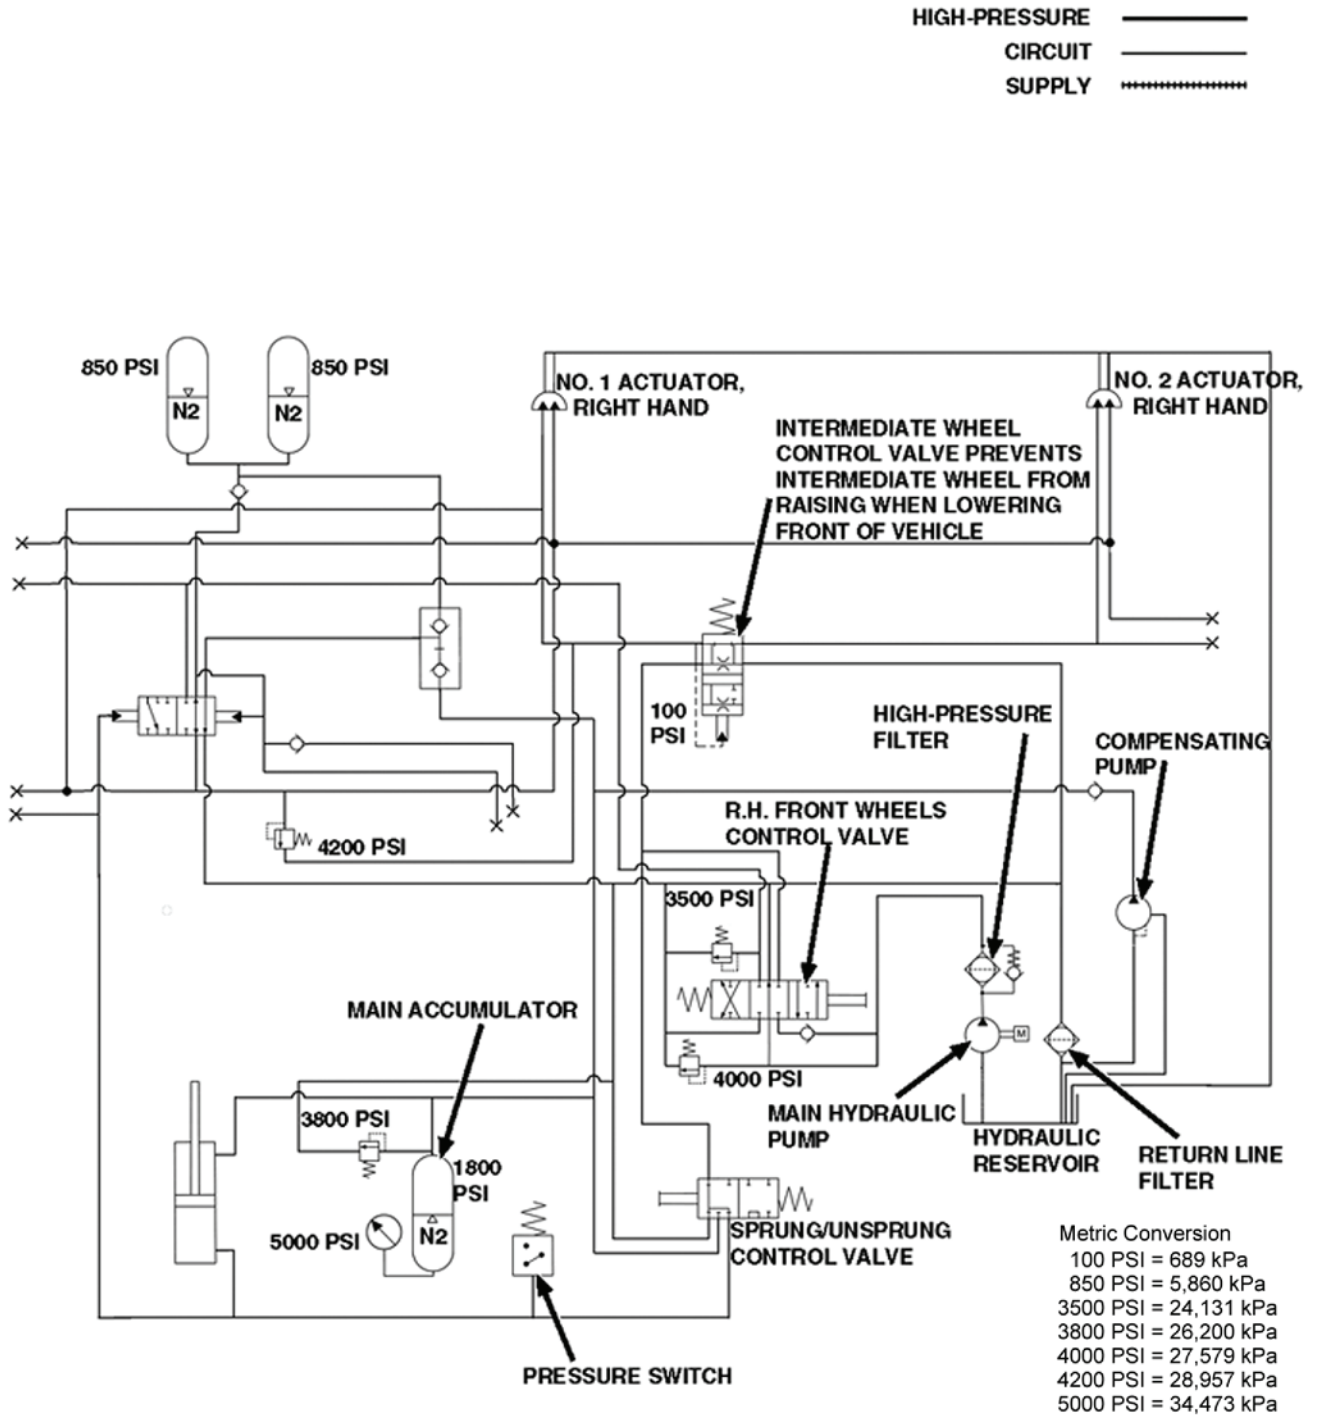 HIGH-PRESSURE
CIRCUIT
SUPPLY
850 PSI
N2
850 PSI
N2
NO. 1 ACTUATOR,
RIGHT HAND
NO. 2 ACTUATOR,
RIGHT HAND
INTERMEDIATE WHEEL
CONTROL VALVE PREVENTS
INTERMEDIATE WHEEL FROM
RAISING WHEN LOWERING
FRONT OF VEHICLE
100
PSI
HIGH-PRESSURE
FILTER
COMPENSATING
PUMP
R.H. FRONT WHEELS
CONTROL VALVE
4200 PSI
3500 PSI
MAIN ACCUMULATOR
M
4000 PSI
3800 PSI
MAIN HYDRAULIC
PUMP
HYDRAULIC
RESERVOIR
RETURN LINE
FILTER
1800
PSI
5000 PSI
N2
SPRUNG/UNSPRUNG
CONTROL VALVE
PRESSURE SWITCH
Metric Conversion
100 PSI = 689 kPa
850 PSI = 5,860 kPa
3500 PSI = 24,131 kPa
3800 PSI = 26,200 kPa
4000 PSI = 27,579 kPa
4200 PSI = 28,957 kPa
5000 PSI = 34,473 kPa